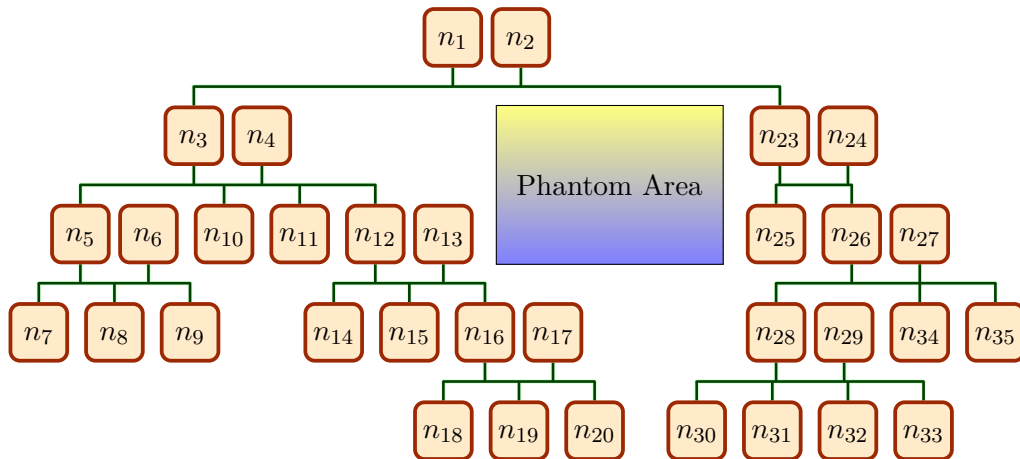 n₁ n₂
n₃ n₄ n₂₃ n₂₄
Phantom Area
n₅ n₆ n₁₀ n₁₁ n₁₂ n₁₃ n₂₅ n₂₆ n₂₇
n₇ n₈ n₉ n₁₄ n₁₅ n₁₆ n₁₇ n₂₈ n₂₉ n₃₄ n₃₅
n₁₈ n₁₉ n₂₀ n₃₀ n₃₁ n₃₂ n₃₃